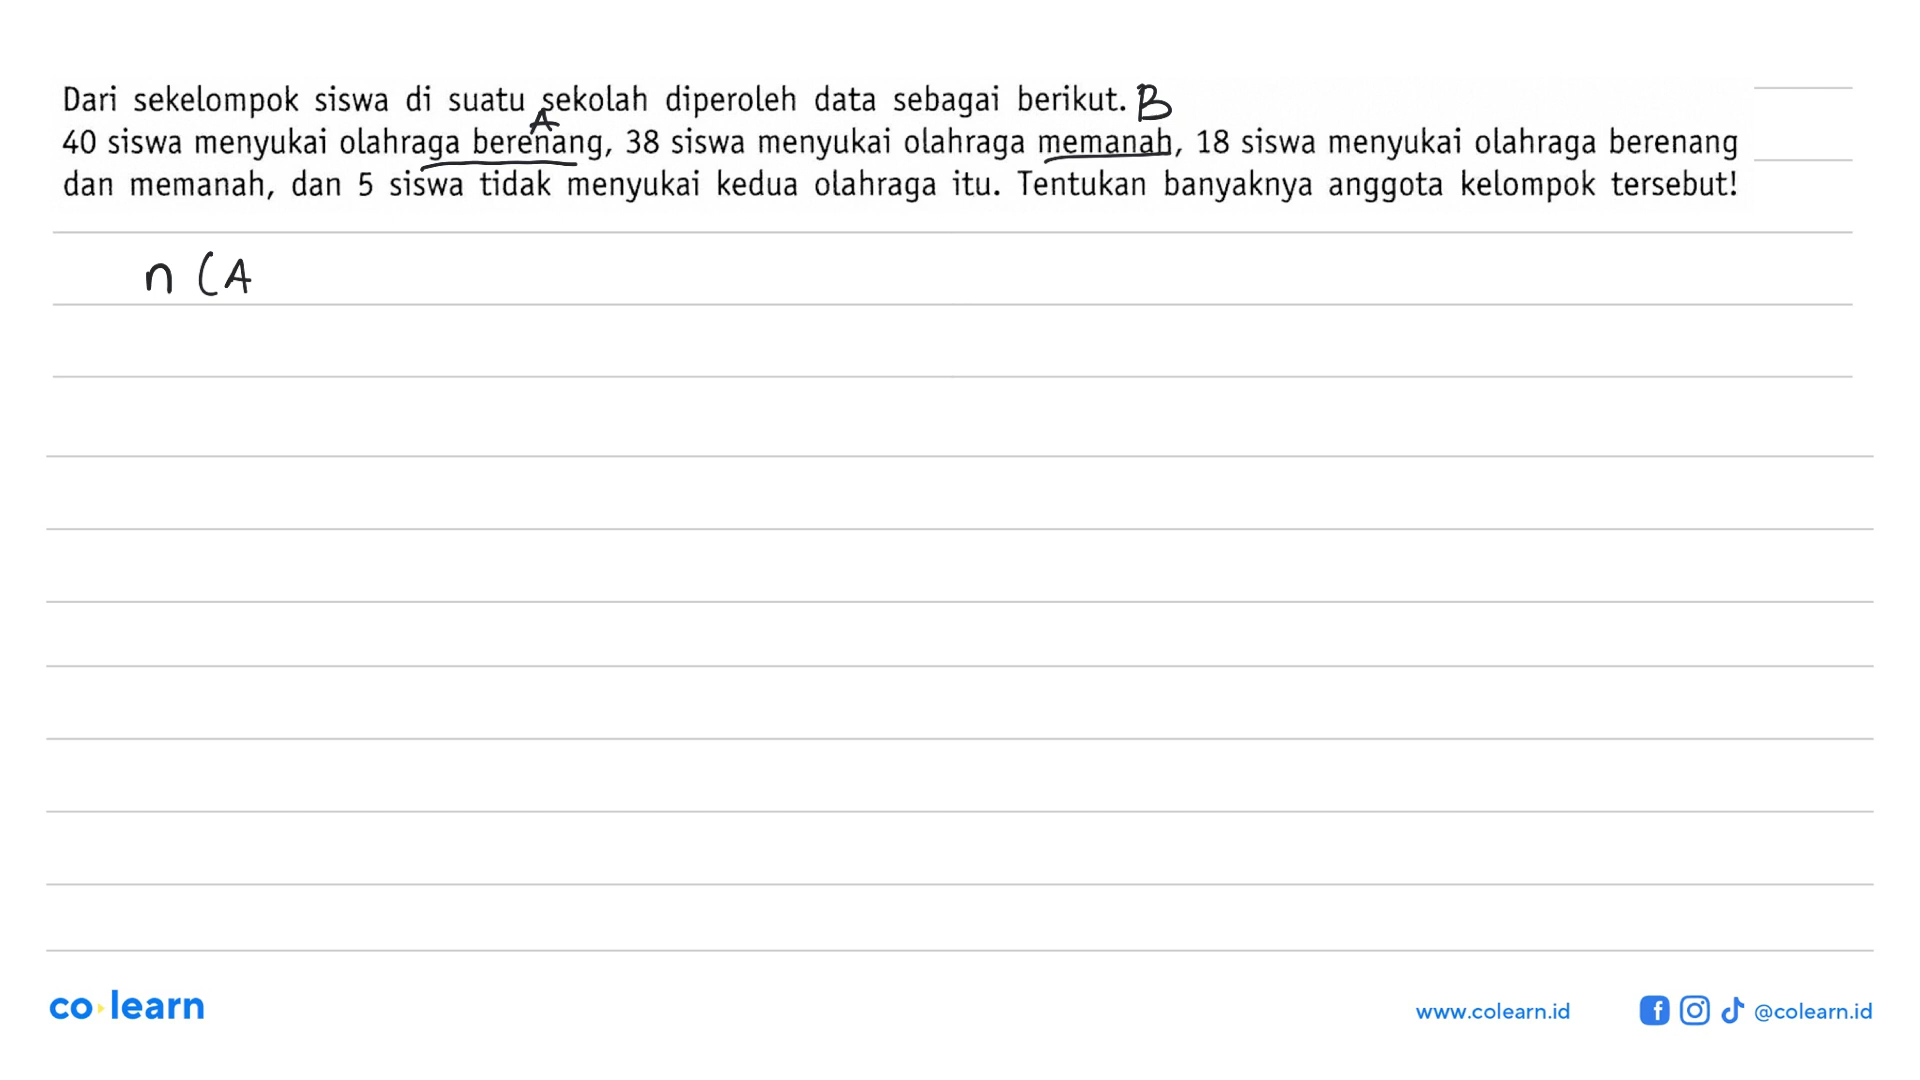 Dari sekelompok siswa di suatu sekolah diperoleh data sebagai berikut. B
A
40 siswa menyukai olahraga berenang, 38 siswa menyukai olahraga memanah, 18 siswa menyukai olahraga berenang
dan memanah, dan 5 siswa tidak menyukai kedua olahraga itu. Tentukan banyaknya anggota kelompok tersebut!
n (A
co learn
www.colearn.id
@colearn.id